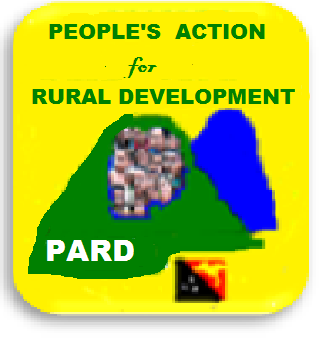 PEOPLE'S ACTION
for
RURAL DEVELOPMENT
PARD